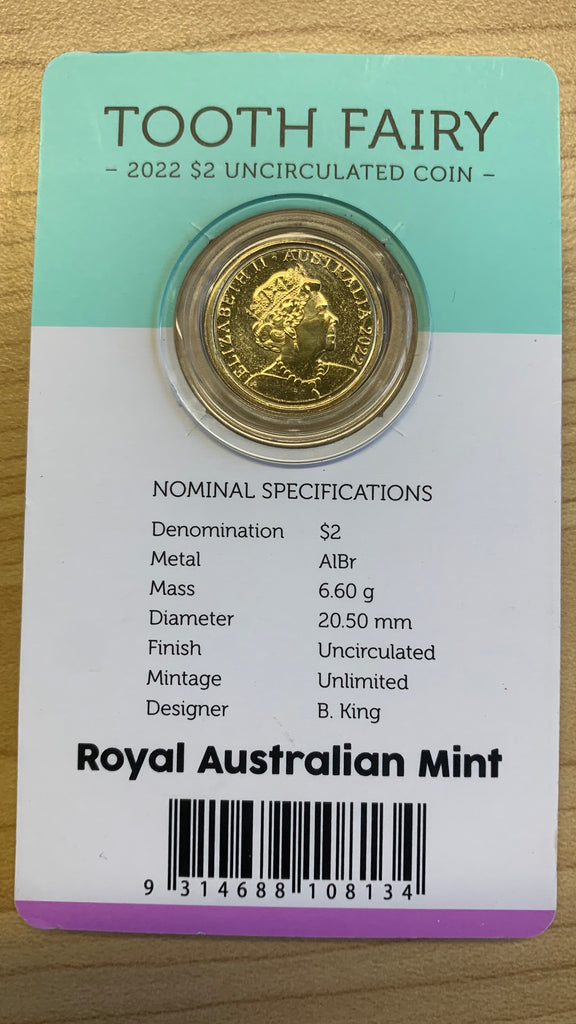 TOOTH FAIRY
– 2022 $2 UNCIRCULATED COIN –
ELIZABETH II • AUSTRALIA 2022
NOMINAL SPECIFICATIONS
Denomination $2
Metal AlBr
Mass 6.60 g
Diameter 20.50 mm
Finish Uncirculated
Mintage Unlimited
Designer B. King
Royal Australian Mint
9 314688 108134